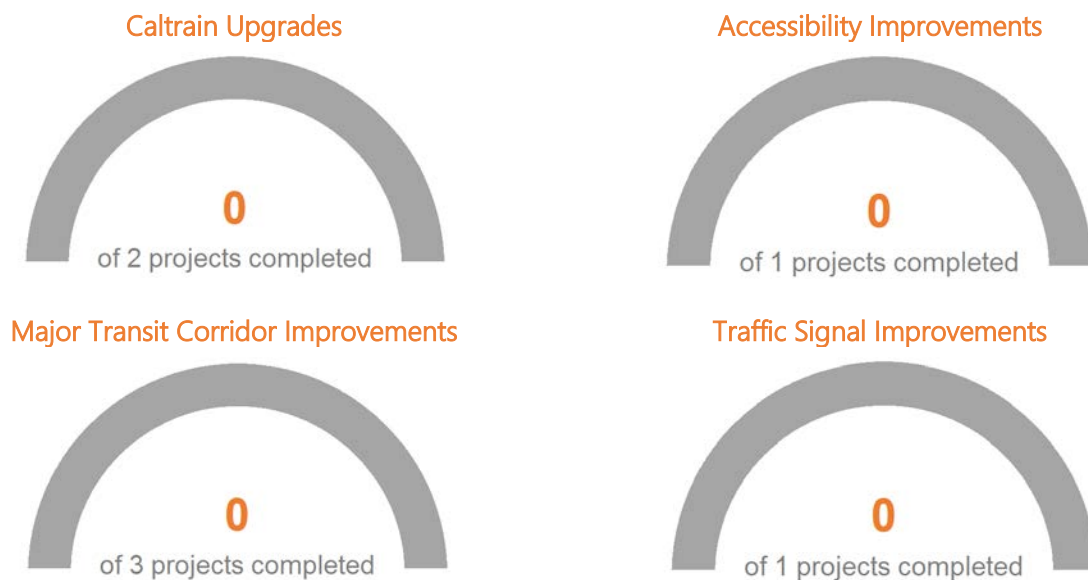 Caltrain Upgrades
0
of 2 projects completed
Accessibility Improvements
0
of 1 projects completed
Major Transit Corridor Improvements
0
of 3 projects completed
Traffic Signal Improvements
0
of 1 projects completed